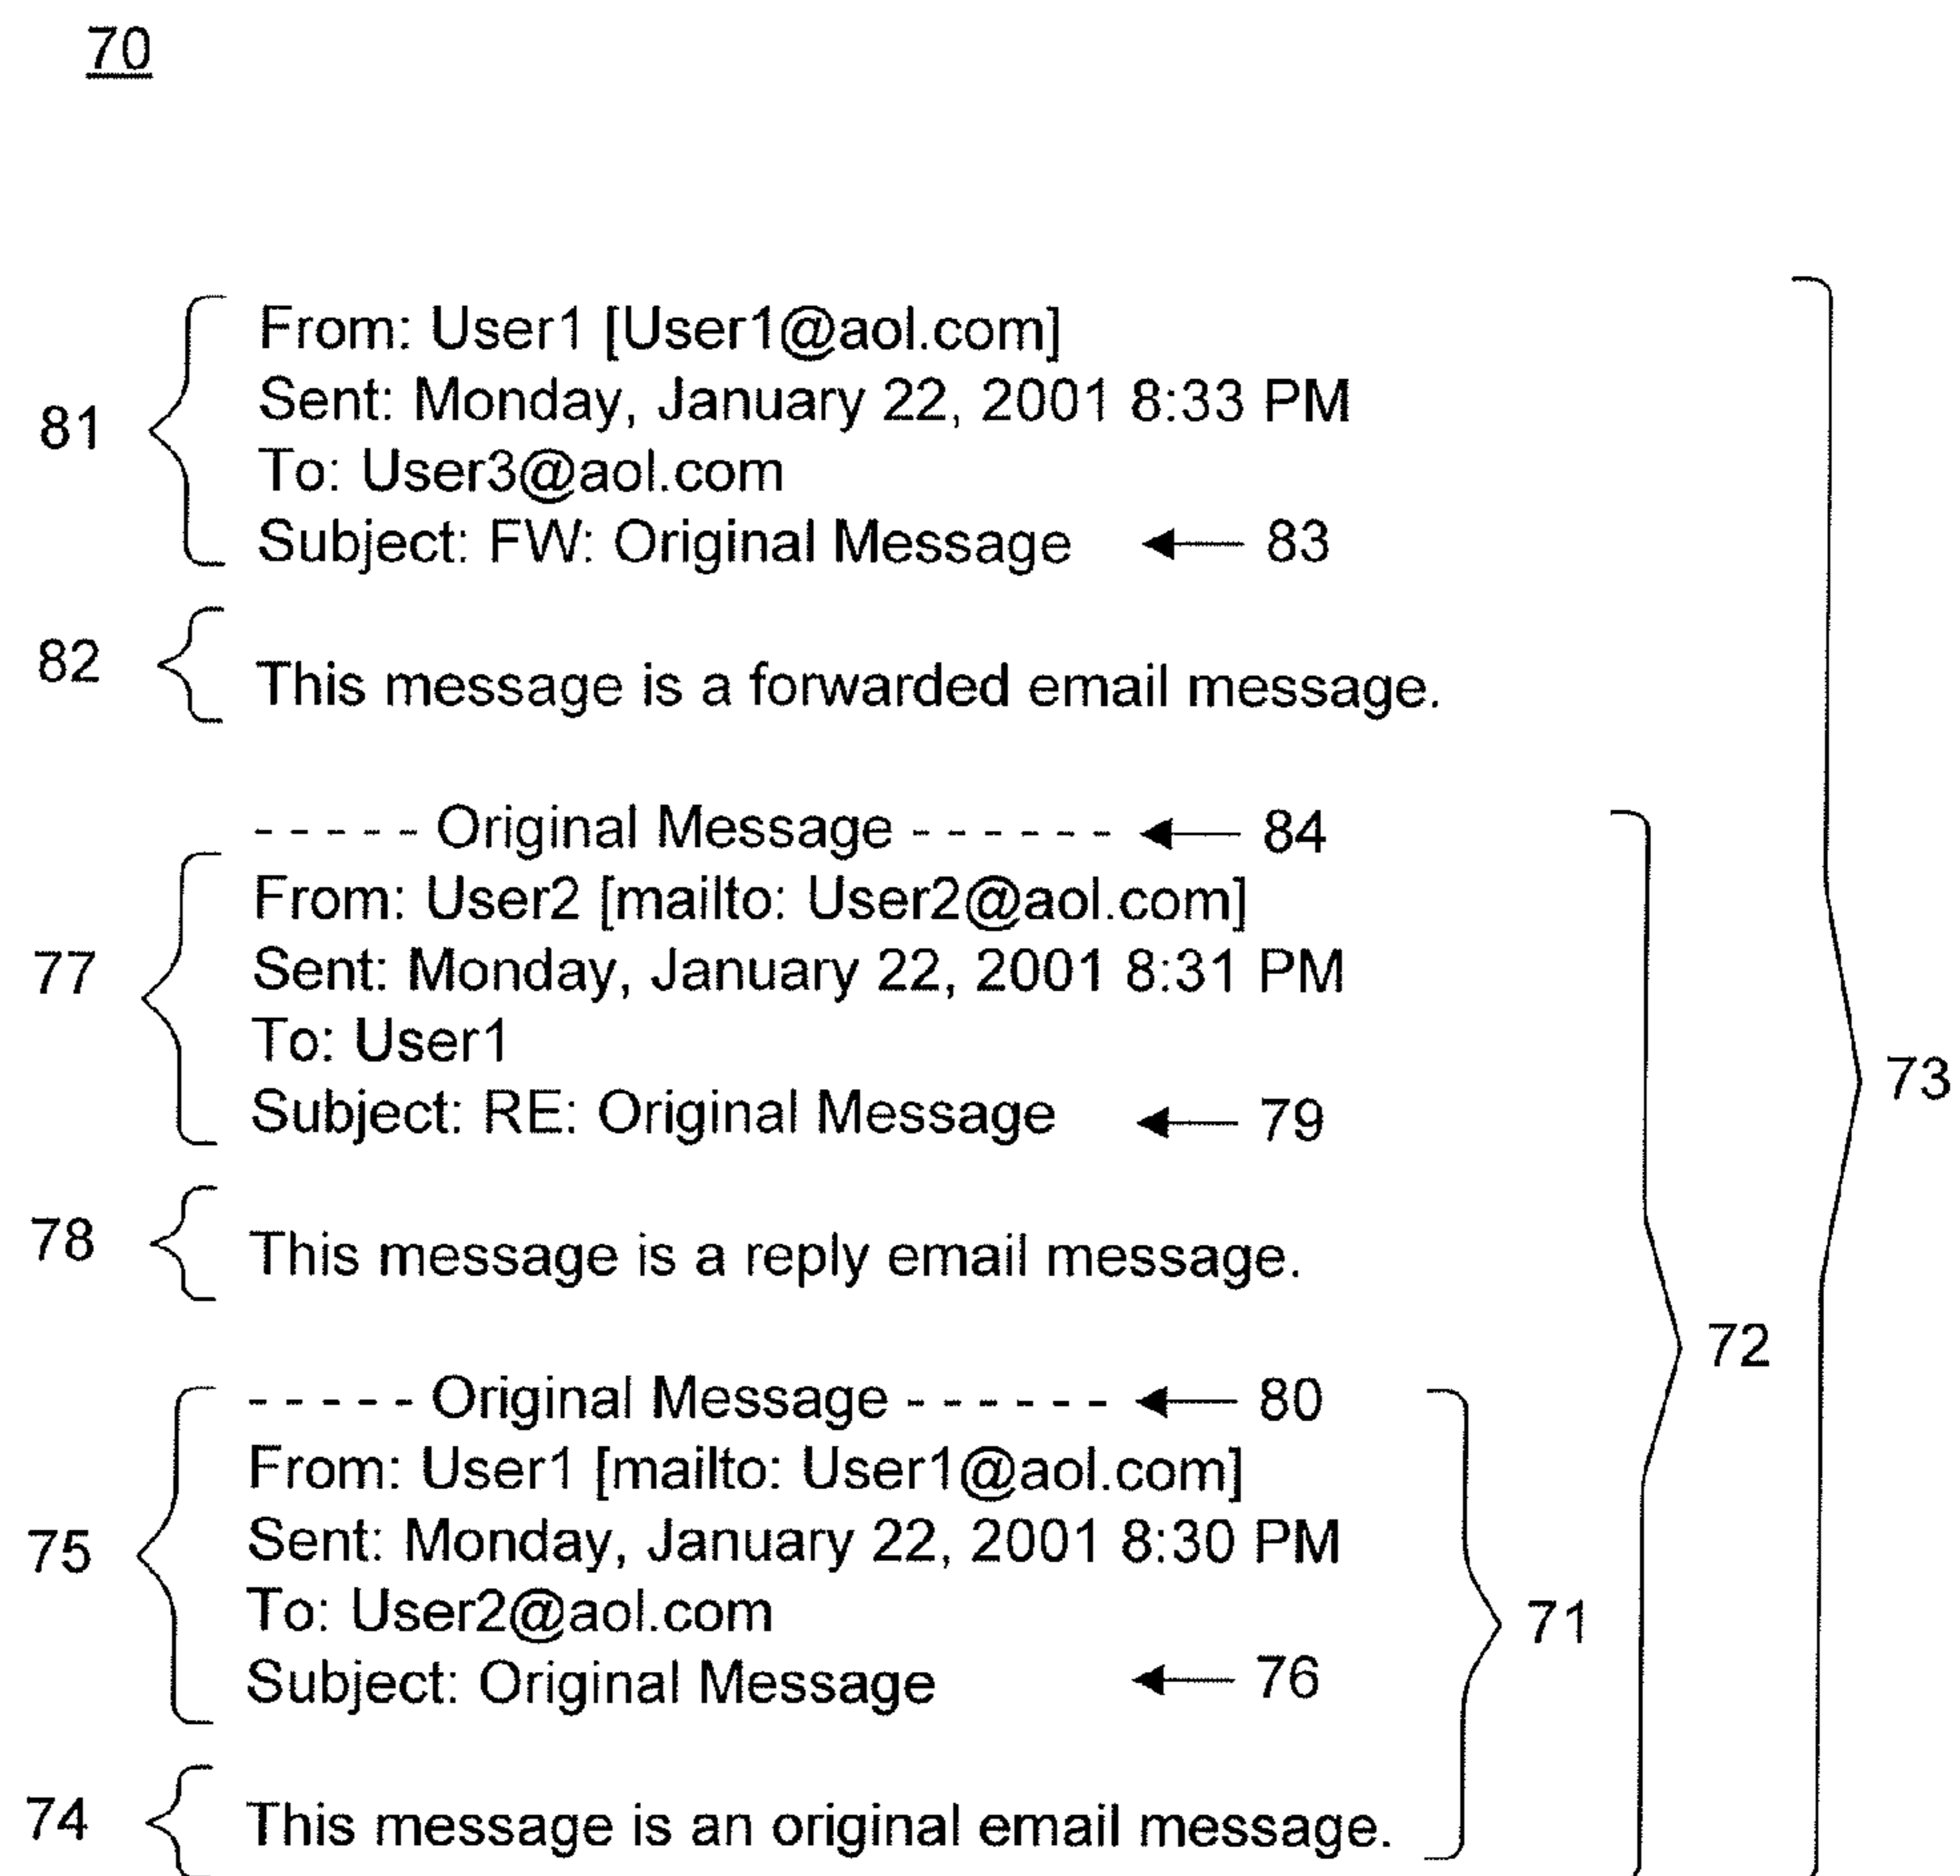 70
From: User1 [User1@aol.com]
Sent: Monday, January 22, 2001 8:33 PM
81
To: User3@aol.com
Subject: FW: Original Message 83
82
This message is a forwarded email message.
- - - - - Original Message - - - - - - 84
From: User2 [mailto: User2@aol.com]
77
Sent: Monday, January 22, 2001 8:31 PM
To: User1
73
Subject: RE: Original Message 79
78
This message is a reply email message.
72
- - - - - Original Message - - - - - - 80
From: User1 [mailto: User1@aol.com]
75
Sent: Monday, January 22, 2001 8:30 PM
To: User2@aol.com
71
Subject: Original Message 76
74
This message is an original email message.